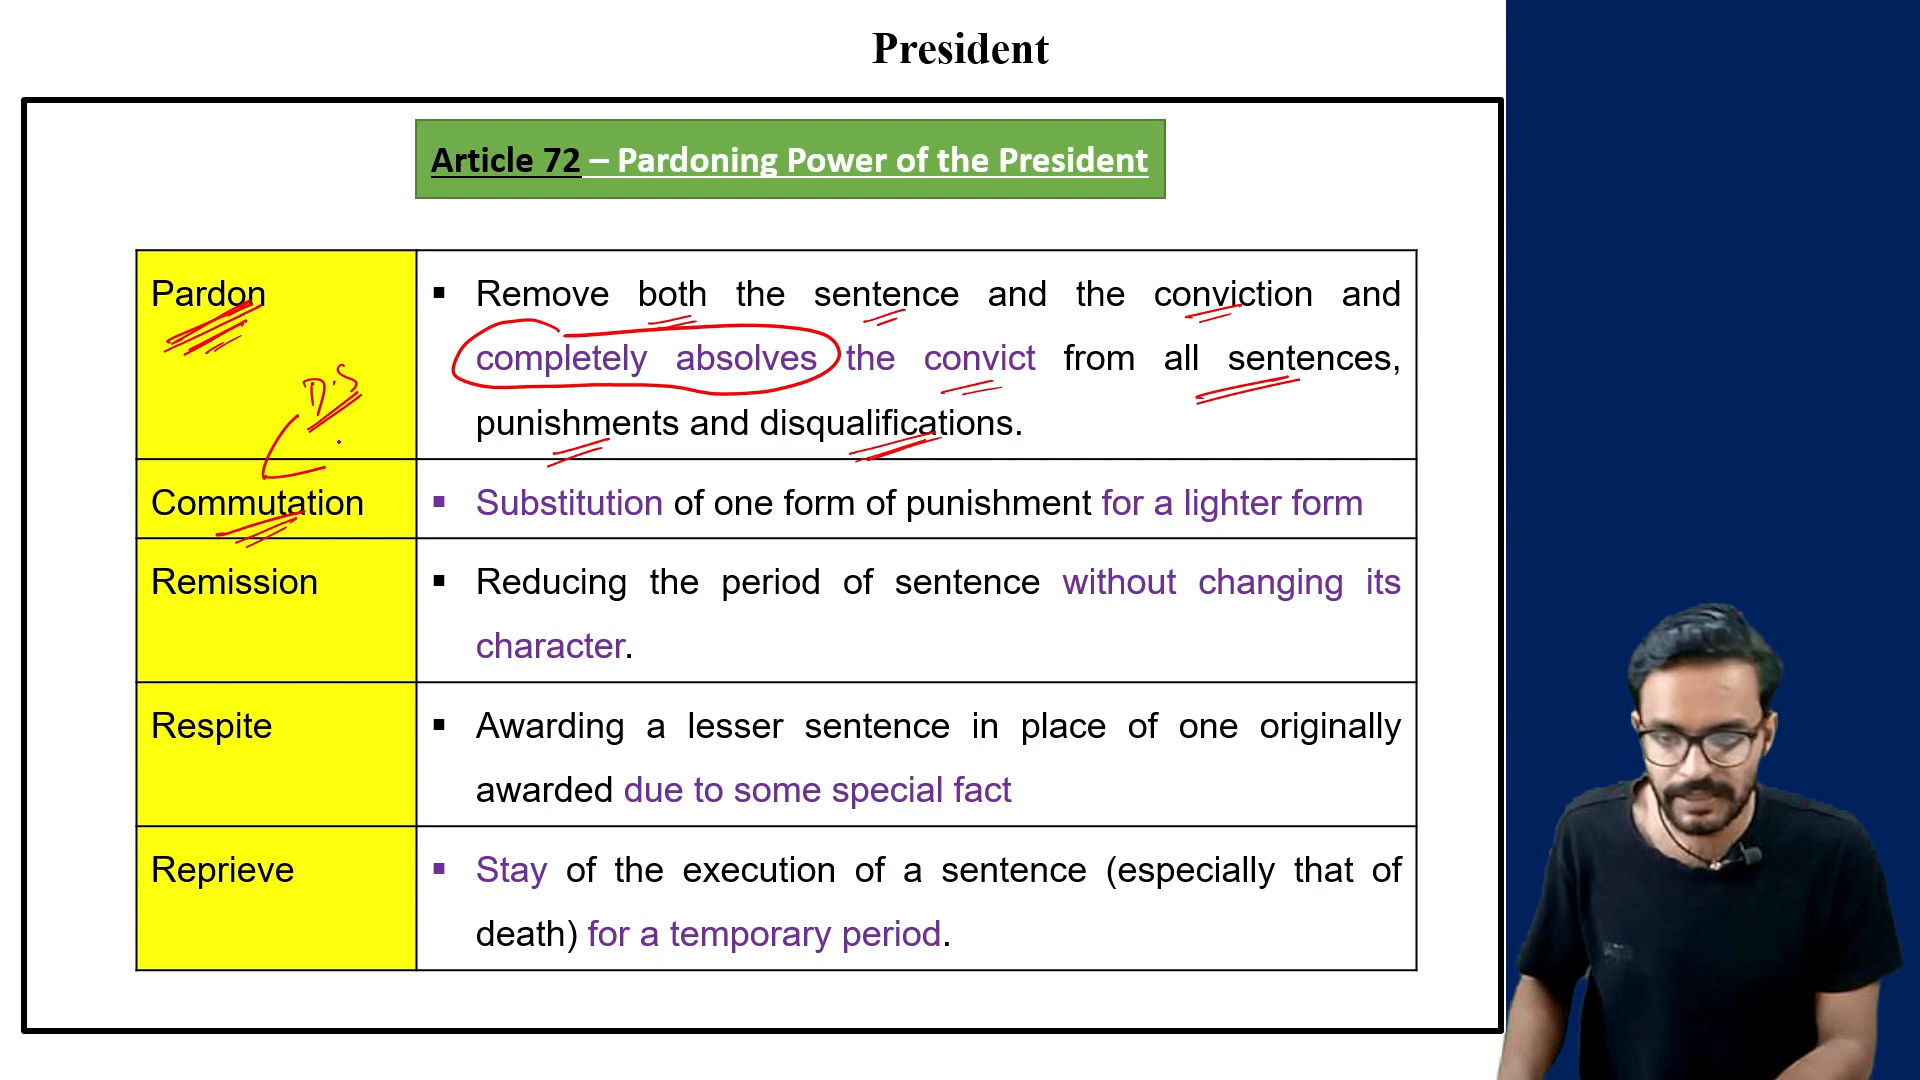 President
Article 72 – Pardoning Power of the President
Pardon
▪ Remove both the sentence and the conviction and
completely absolves the convict from all sentences,
punishments and disqualifications.
D.S
Commutation
▪ Substitution of one form of punishment for a lighter form
Remission
▪ Reducing the period of sentence without changing its
character.
Respite
▪ Awarding a lesser sentence in place of one originally
awarded due to some special fact
Reprieve
▪ Stay of the execution of a sentence (especially that of
death) for a temporary period.